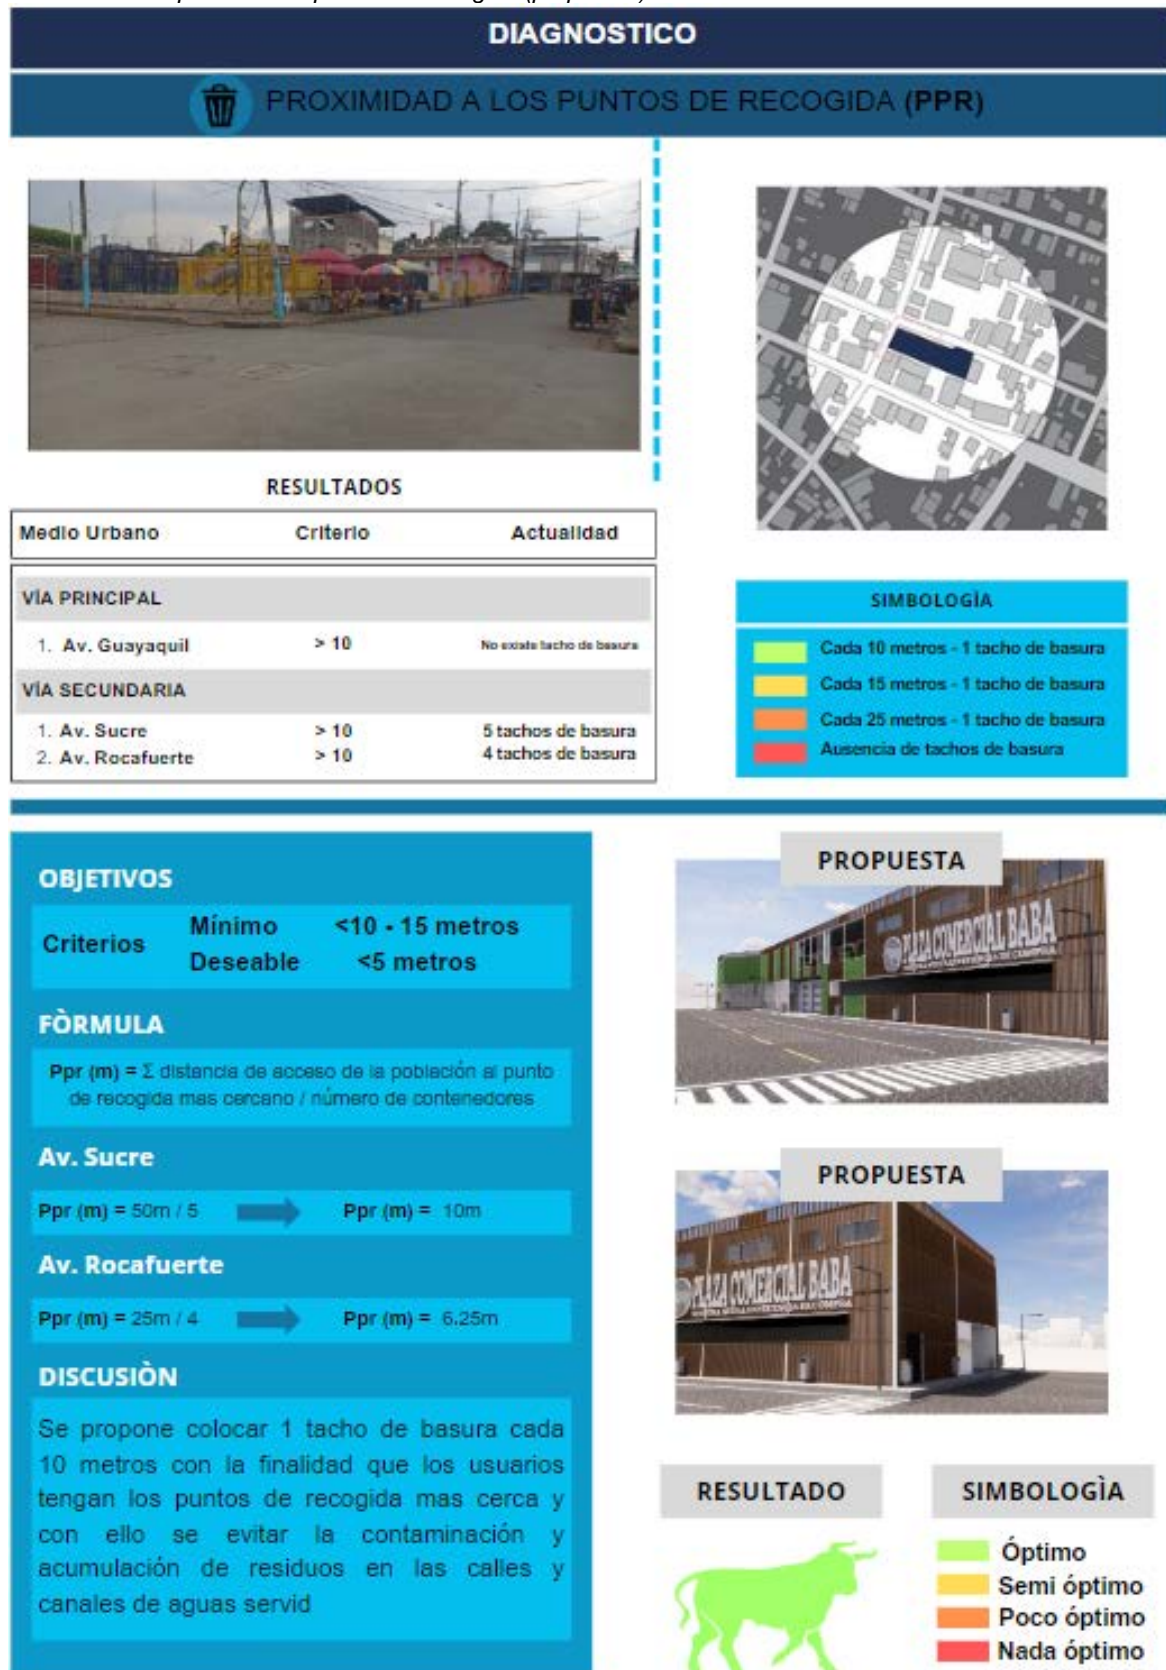 DIAGNOSTICO
PROXIMIDAD A LOS PUNTOS DE RECOGIDA (PPR)
RESULTADOS
Medio Urbano Criterio Actualidad
VÌA PRINCIPAL
1. Av. Guayaquil > 10 No existe tacho de basura
VÌA SECUNDARIA
1. Av. Sucre > 10 5 tachos de basura
2. Av. Rocafuerte > 10 4 tachos de basura
SIMBOLOGÌA
Cada 10 metros - 1 tacho de basura
Cada 15 metros - 1 tacho de basura
Cada 25 metros - 1 tacho de basura
Ausencia de tachos de basura
OBJETIVOS
Criterios
Mínimo <10 - 15 metros
Deseable <5 metros
FÒRMULA
Ppr (m) = Σ distancia de acceso de la población al punto
de recogida mas cercano / número de contenedores
Av. Sucre
Ppr (m) = 50m / 5 Ppr (m) = 10m
Av. Rocafuerte
Ppr (m) = 25m / 4 Ppr (m) = 6.25m
DISCUSIÒN
Se propone colocar 1 tacho de basura cada
10 metros con la finalidad que los usuarios
tengan los puntos de recogida mas cerca y
con ello se evitar la contaminación y
acumulación de residuos en las calles y
canales de aguas servid
PROPUESTA
PLAZA COMERCIAL BABA
PROPUESTA
PLAZA COMERCIAL BABA
RESULTADO
SIMBOLOGÌA
Óptimo
Semi óptimo
Poco óptimo
Nada óptimo